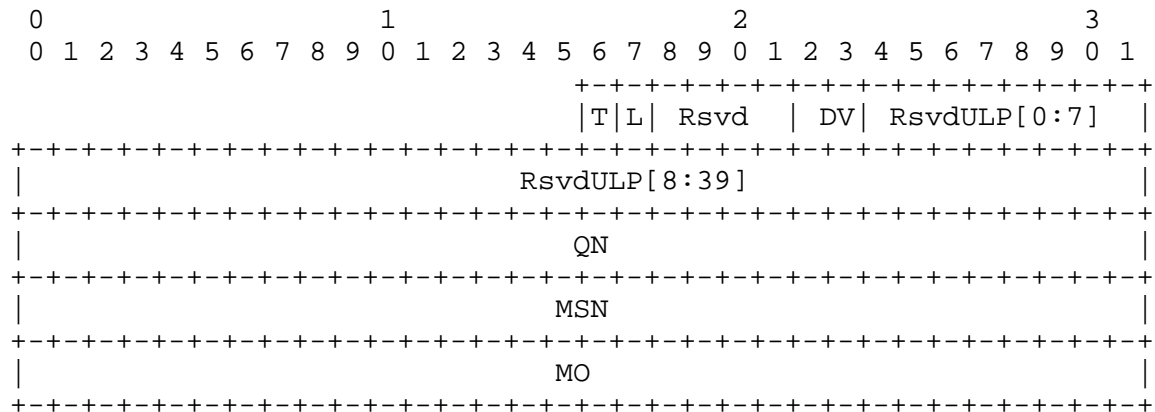 0                   1                   2                   3
 0 1 2 3 4 5 6 7 8 9 0 1 2 3 4 5 6 7 8 9 0 1 2 3 4 5 6 7 8 9 0 1
                                +-+-+-+-+-+-+-+-+-+-+-+-+-+-+-+-+
                                |T|L| Rsvd  | DV| RsvdULP[0:7]  |
+-+-+-+-+-+-+-+-+-+-+-+-+-+-+-+-+-+-+-+-+-+-+-+-+-+-+-+-+-+-+-+-+
|                            RsvdULP[8:39]                      |
+-+-+-+-+-+-+-+-+-+-+-+-+-+-+-+-+-+-+-+-+-+-+-+-+-+-+-+-+-+-+-+-+
|                               QN                              |
+-+-+-+-+-+-+-+-+-+-+-+-+-+-+-+-+-+-+-+-+-+-+-+-+-+-+-+-+-+-+-+-+
|                              MSN                              |
+-+-+-+-+-+-+-+-+-+-+-+-+-+-+-+-+-+-+-+-+-+-+-+-+-+-+-+-+-+-+-+-+
|                              MO                               |
+-+-+-+-+-+-+-+-+-+-+-+-+-+-+-+-+-+-+-+-+-+-+-+-+-+-+-+-+-+-+-+-+